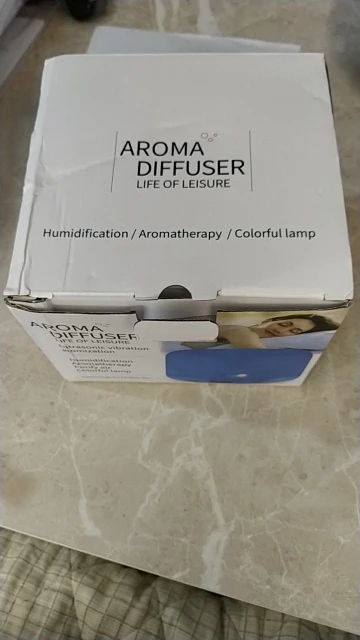 AROMA
DIFFUSER
LIFE OF LEISURE
Humidification / Aromatherapy / Colorful lamp
AROMA
DIFFUSER
LIFE OF LEISURE
Ultrasonic vibration
atomization
Humidification
Aromatherapy
Purify air
Colorful lamp